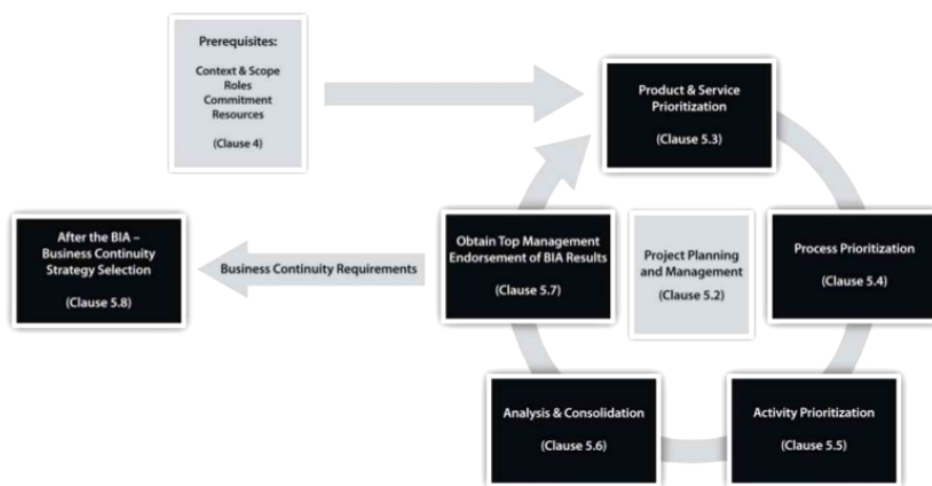 Prerequisites:
Context & Scope
Roles
Commitment
Resources
(Clause 4)
Product & Service
Prioritization
(Clause 5.3)
After the BIA –
Business Continuity
Strategy Selection
(Clause 5.8)
Business Continuity Requirements
Obtain Top Management
Endorsement of BIA Results
(Clause 5.7)
Project Planning
and Management
(Clause 5.2)
Process Prioritization
(Clause 5.4)
Analysis & Consolidation
(Clause 5.6)
Activity Prioritization
(Clause 5.5)